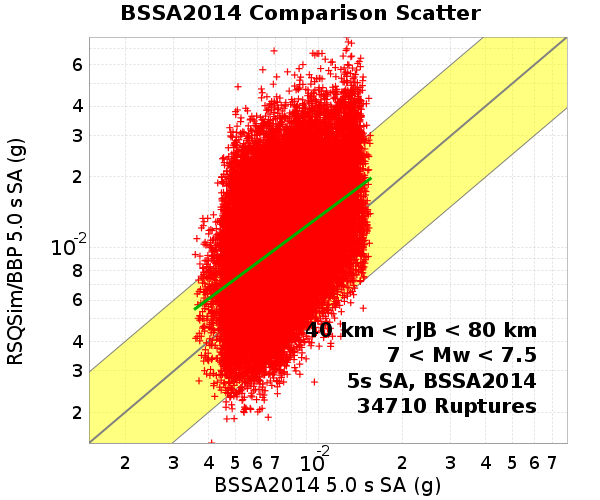 BSSA2014 Comparison Scatter
RSQSim/BBP 5.0 s SA (g)
6
4
3
2
10-2
8
6
4
3
2
40 km < rJB < 80 km
7 < Mw < 7.5
5s SA, BSSA2014
34710 Ruptures
2 3 4 5 6 7 10-2 2 3 4 5 6 7
BSSA2014 5.0 s SA (g)